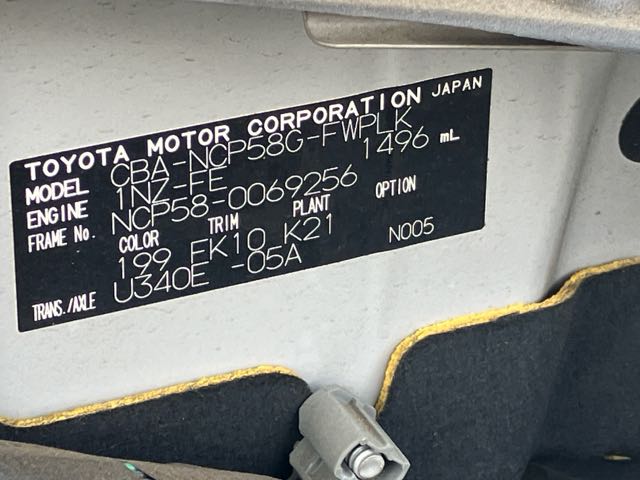 TOYOTA MOTOR CORPORATION JAPAN
MODEL CBA-NCP58G-FWPLK
ENGINE 1NZ-FE 1496 mL
FRAME No. NCP58-0069256
COLOR TRIM PLANT OPTION
199 FK10 K21 N005
TRANS./AXLE U340E -05A